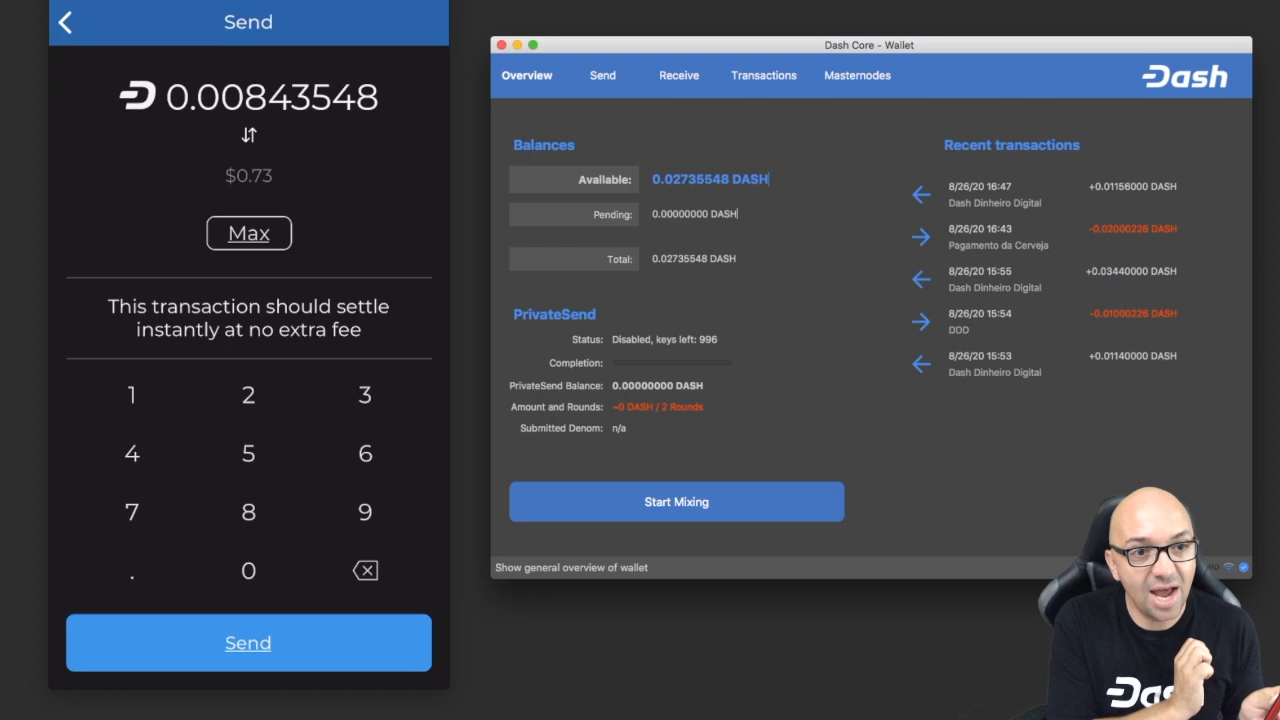 Send
0.00843548
$0.73
Max
This transaction should settle
instantly at no extra fee
1 2 3
4 5 6
7 8 9
. 0
Send
Dash Core - Wallet
Overview Send Receive Transactions Masternodes
Dash
Balances
Available: 0.02735548 DASH
Pending: 0.00000000 DASH
Total: 0.02735548 DASH
PrivateSend
Status: Disabled, keys left: 996
Completion:
PrivateSend Balance: 0.00000000 DASH
Amount and Rounds: ~0 DASH / 2 Rounds
Submitted Denom: n/a
Start Mixing
Recent transactions
8/26/20 16:47 +0.01156000 DASH
Dash Dinheiro Digital
8/26/20 16:43 -0.02000226 DASH
Pagamento da Cerveja
8/26/20 15:55 +0.03440000 DASH
Dash Dinheiro Digital
8/26/20 15:54 -0.01000226 DASH
DDD
8/26/20 15:53 +0.01140000 DASH
Dash Dinheiro Digital
Show general overview of wallet